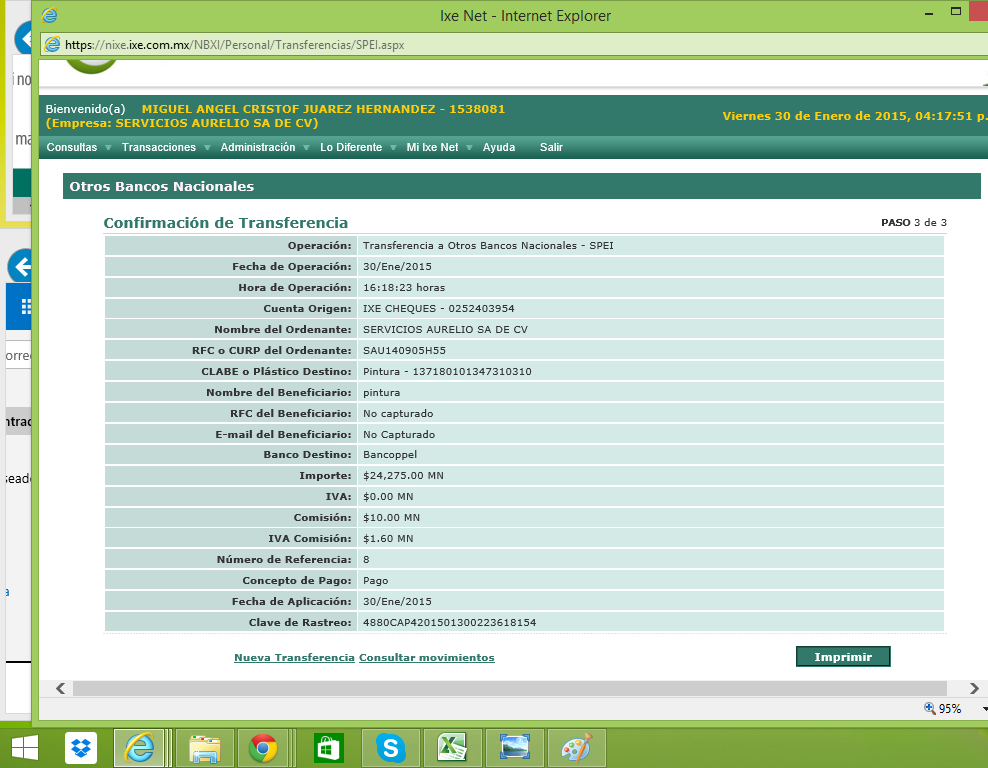 Ixe Net - Internet Explorer
https://nixe.ixe.com.mx/NBXI/Personal/Transferencias/SPEI.aspx
Bienvenido(a) MIGUEL ANGEL CRISTOF JUAREZ HERNANDEZ - 1538081
(Empresa: SERVICIOS AURELIO SA DE CV)
Viernes 30 de Enero de 2015, 04:17:51 p.
Consultas Transacciones Administración Lo Diferente Mi Ixe Net Ayuda Salir
Otros Bancos Nacionales
Confirmación de Transferencia PASO 3 de 3
Operación: Transferencia a Otros Bancos Nacionales - SPEI
Fecha de Operación: 30/Ene/2015
Hora de Operación: 16:18:23 horas
Cuenta Origen: IXE CHEQUES - 0252403954
Nombre del Ordenante: SERVICIOS AURELIO SA DE CV
RFC o CURP del Ordenante: SAU140905H55
CLABE o Plástico Destino: Pintura - 137180101347310310
Nombre del Beneficiario: pintura
RFC del Beneficiario: No capturado
E-mail del Beneficiario: No Capturado
Banco Destino: Bancoppel
Importe: $24,275.00 MN
IVA: $0.00 MN
Comisión: $10.00 MN
IVA Comisión: $1.60 MN
Número de Referencia: 8
Concepto de Pago: Pago
Fecha de Aplicación: 30/Ene/2015
Clave de Rastreo: 4880CAP4201501300223618154
Nueva Transferencia Consultar movimientos Imprimir
95%